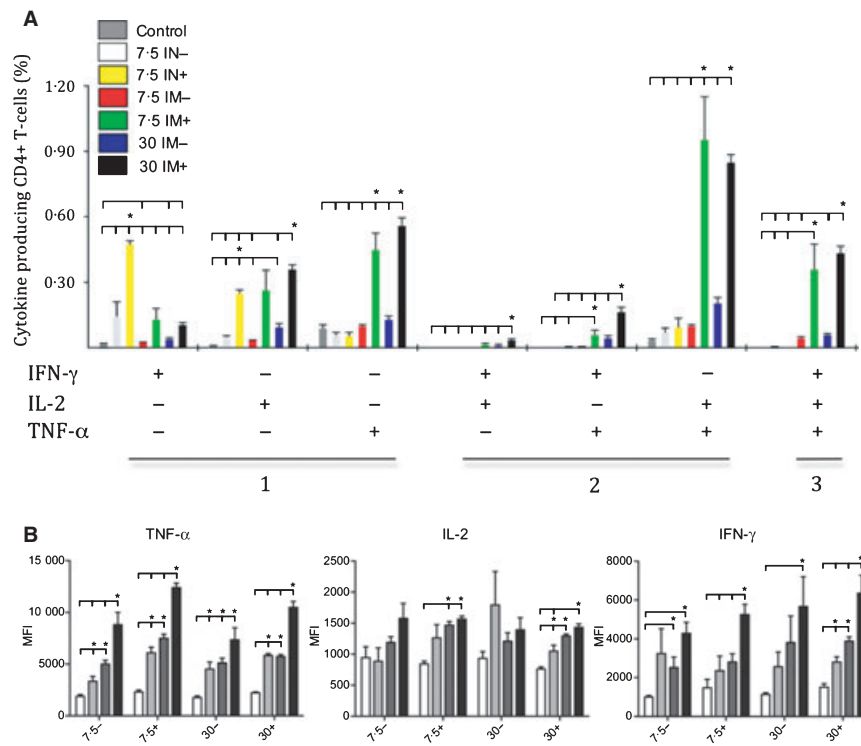 A
Control
7·5 IN–
7·5 IN+
7·5 IM–
7·5 IM+
30 IM–
30 IM+
Cytokine producing CD4+ T-cells (%)
1·20
0·90
0·60
0·30
* * * * * * * * * * * * *
IFN-γ + – – + + – +
IL-2 – + – + – + +
TNF-α – – + – + + +
1 2 3
B
TNF-α
MFI
15 000
10 000
5000
0
7·5– 7·5+ 30– 30+
IL-2
MFI
2500
2000
1500
1000
500
0
7·5– 7·5+ 30– 30+
IFN-γ
MFI
8000
6000
4000
2000
0
7·5– 7·5+ 30– 30+